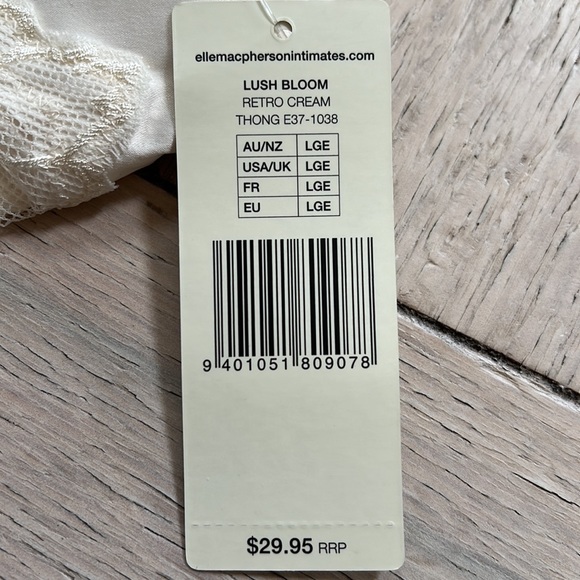 ellemacphersonintimates.com
LUSH BLOOM
RETRO CREAM
THONG E37-1038
AU/NZ LGE
USA/UK LGE
FR LGE
EU LGE
9 401051 809078
$29.95 RRP